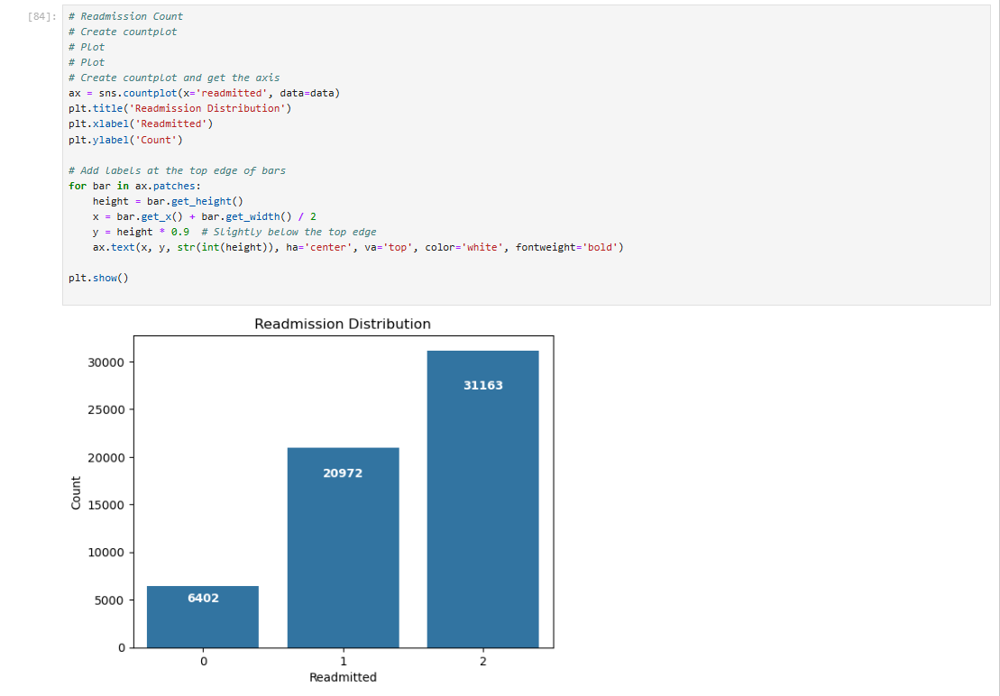 [84]: # Readmission Count
# Create countplot
# Plot
# Plot
# Create countplot and get the axis
ax = sns.countplot(x='readmitted', data=data)
plt.title('Readmission Distribution')
plt.xlabel('Readmitted')
plt.ylabel('Count')
# Add labels at the top edge of bars
for bar in ax.patches:
    height = bar.get_height()
    x = bar.get_x() + bar.get_width() / 2
    y = height * 0.9  # Slightly below the top edge
    ax.text(x, y, str(int(height)), ha='center', va='top', color='white', fontweight='bold')
plt.show()
Readmission Distribution
30000
25000
20000
15000
10000
5000
0
Count
31163
20972
6402
0 1 2
Readmitted